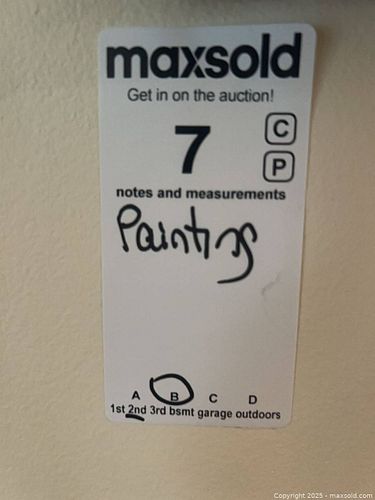 maxsold
Get in on the auction!
7
C
P
notes and measurements
Painting
A B C D
1st 2nd 3rd bsmt garage outdoors
Copyright 2025 - maxsold.com